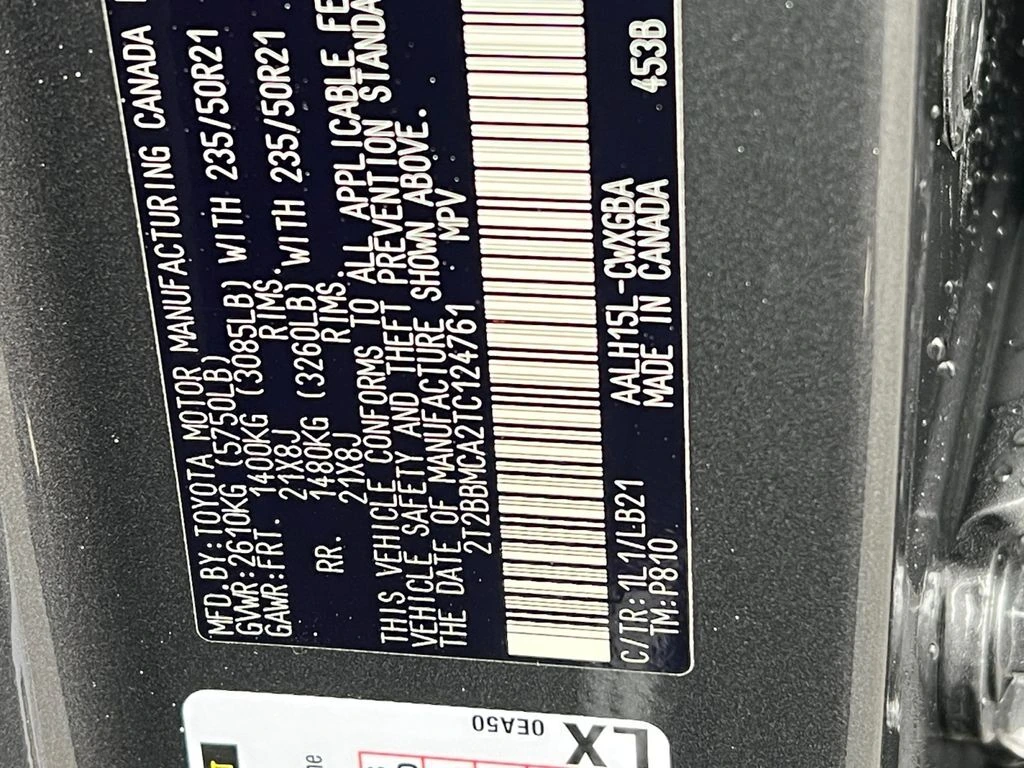 MFD.BY:TOYOTA MOTOR MANUFACTURING CANADA
GVWR:2610KG (5750LB)
GAWR:FRT. 1400KG (3085LB) WITH 235/50R21
21X8J RIMS.
RR. 1480KG (3260LB) WITH 235/50R21
21X8J RIMS.
THIS VEHICLE CONFORMS TO ALL APPLICABLE FE
VEHICLE SAFETY AND THEFT PREVENTION STANDA
THE DATE OF MANUFACTURE SHOWN ABOVE.
2T2BBMCA2TC124761 MPV
C/TR:1L1/LB21 AALH15L-CWXGBA 453B
TM:P810 MADE IN CANADA
0EA50
LX